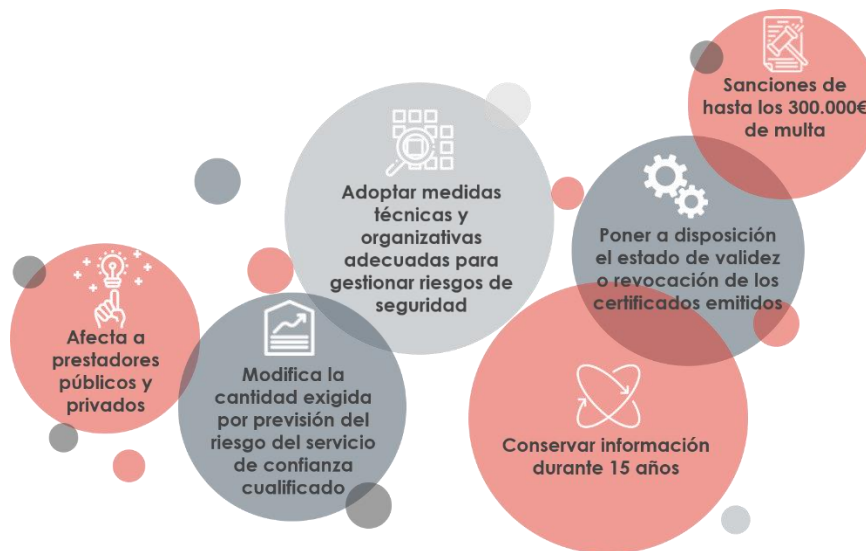 Afecta a
prestadores
públicos y
privados
Modifica la
cantidad exigida
por previsión del
riesgo del servicio
de confianza
cualificado
Adoptar medidas
técnicas y
organizativas
adecuadas para
gestionar riesgos de
seguridad
Conservar información
durante 15 años
Poner a disposición
el estado de validez
o revocación de los
certificados emitidos
Sanciones de
hasta los 300.000€
de multa